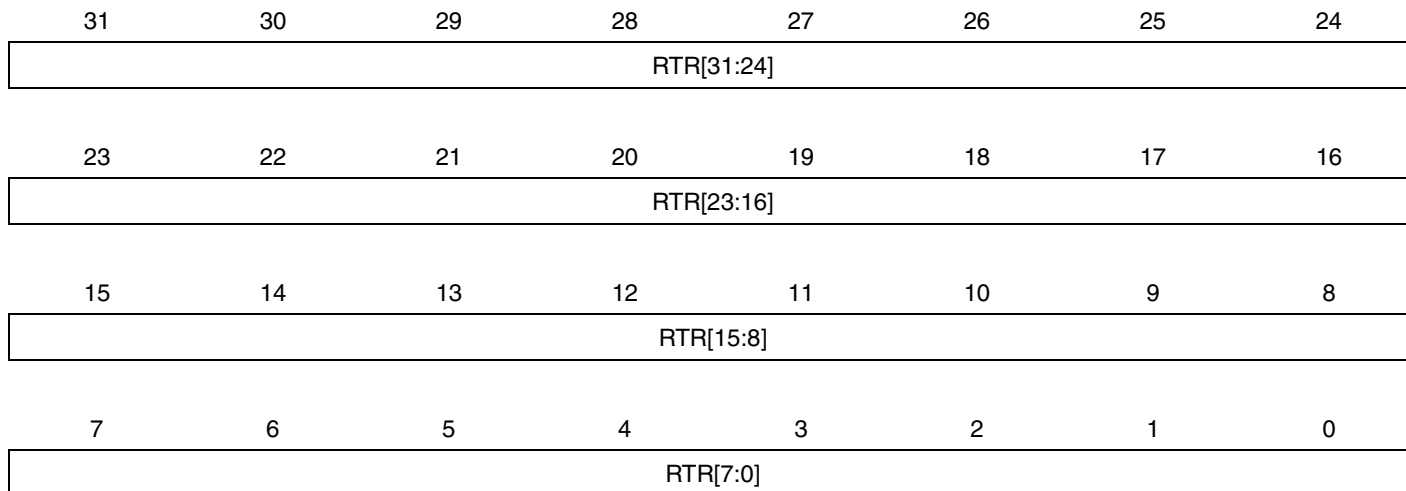 31 30 29 28 27 26 25 24
RTR[31:24]
23 22 21 20 19 18 17 16
RTR[23:16]
15 14 13 12 11 10 9 8
RTR[15:8]
7 6 5 4 3 2 1 0
RTR[7:0]